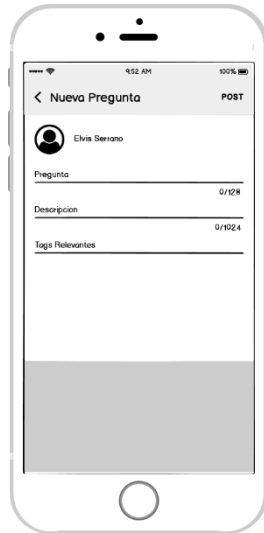 9:52 AM 100%
< Nueva Pregunta POST
Elvis Serrano
Pregunta
0/128
Descripcion
0/1024
Tags Relevantes